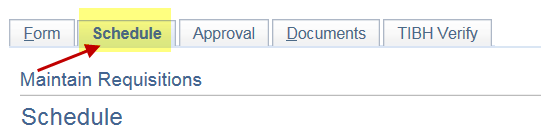 Form Schedule Approval Documents TIBH Verify
Maintain Requisitions
Schedule